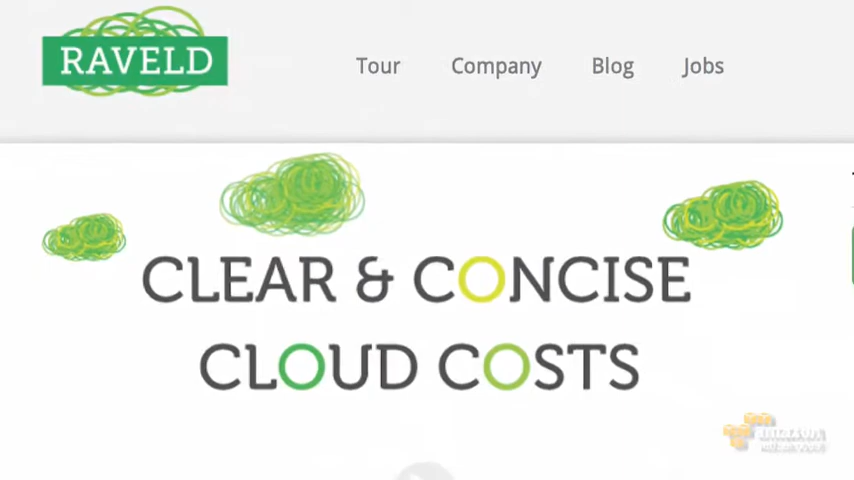 RAVELD
Tour Company Blog Jobs
CLEAR & CONCISE
CLOUD COSTS